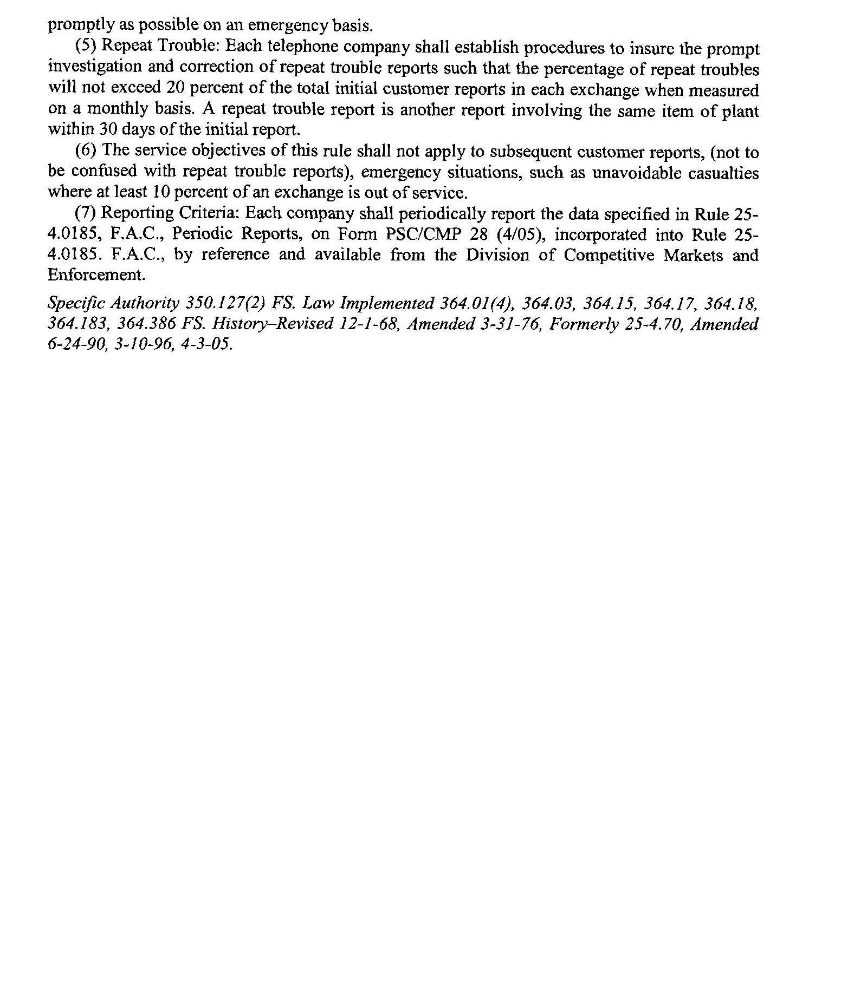 promptly as possible on an emergency basis.
(5) Repeat Trouble: Each telephone company shall establish procedures to insure the prompt
investigation and correction of repeat trouble reports such that the percentage of repeat troubles
will not exceed 20 percent of the total initial customer reports in each exchange when measured
on a monthly basis. A repeat trouble report is another report involving the same item of plant
within 30 days of the initial report.
(6) The service objectives of this rule shall not apply to subsequent customer reports, (not to
be confused with repeat trouble reports), emergency situations, such as unavoidable casualties
where at least 10 percent of an exchange is out of service.
(7) Reporting Criteria: Each company shall periodically report the data specified in Rule 25-
4.0185, F.A.C., Periodic Reports, on Form PSC/CMP 28 (4/05), incorporated into Rule 25-
4.0185. F.A.C., by reference and available from the Division of Competitive Markets and
Enforcement.
Specific Authority 350.127(2) FS. Law Implemented 364.01(4), 364.03, 364.15, 364.17, 364.18,
364.183, 364.386 FS. History–Revised 12-1-68, Amended 3-31-76, Formerly 25-4.70, Amended
6-24-90, 3-10-96, 4-3-05.